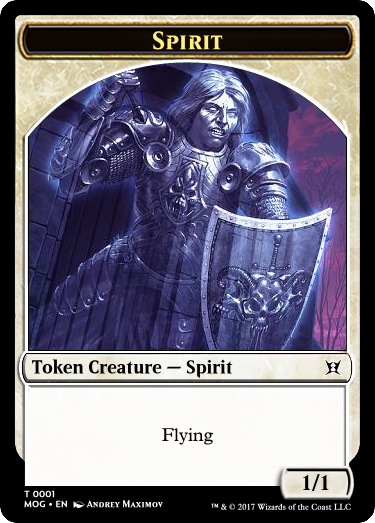 Spirit
Token Creature — Spirit
Flying
1/1
T 0001
MOG • EN Andrey Maximov
™ & © 2017 Wizards of the Coast LLC